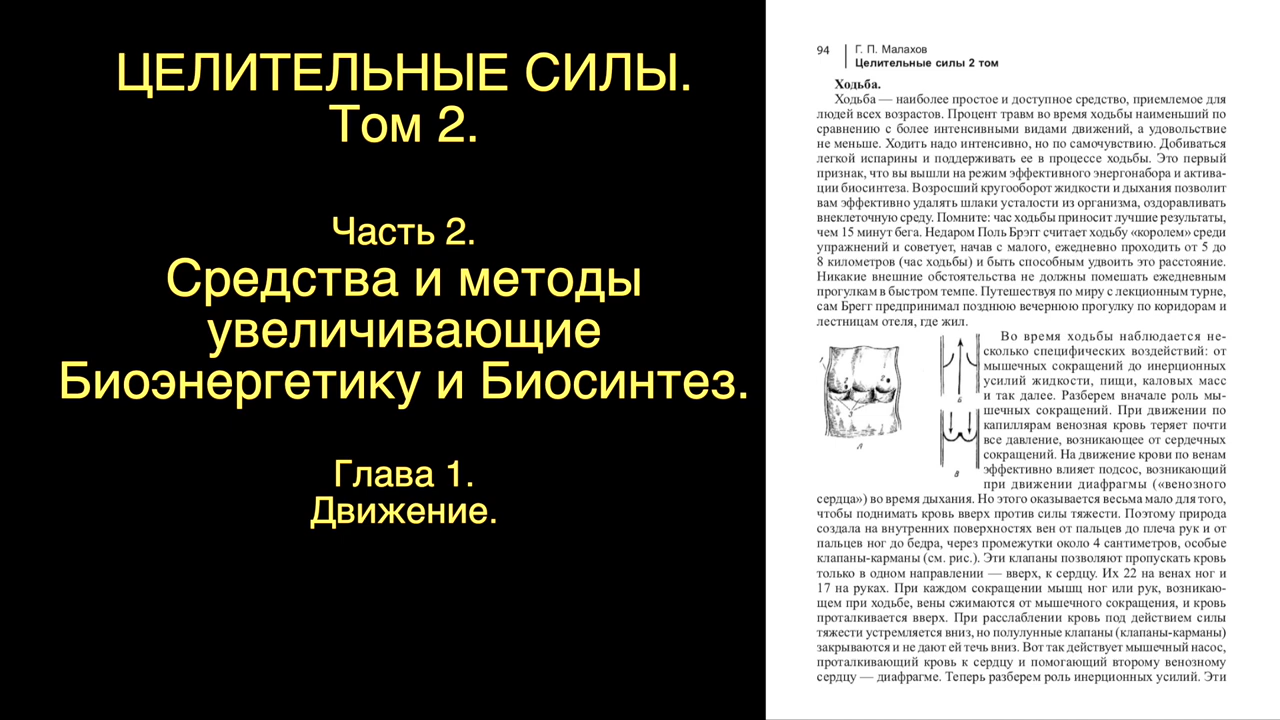 ЦЕЛИТЕЛЬНЫЕ СИЛЫ.
Том 2.
Часть 2.
Средства и методы
увеличивающие
Биоэнергетику и Биосинтез.
Глава 1.
Движение.
94
Г. П. Малахов
Целительные силы 2 том
Ходьба.
Ходьба — наиболее простое и доступное средство, приемлемое для
людей всех возрастов. Процент травм во время ходьбы наименьший по
сравнению с более интенсивными видами движений, а удовольствие
не меньше. Ходить надо интенсивно, но по самочувствию. Добиваться
легкой испарины и поддерживать ее в процессе ходьбы. Это первый
признак, что вы вышли на режим эффективного энергонабора и актива-
ции биосинтеза. Возросший кругооборот жидкости и дыхания позволит
вам эффективно удалять шлаки усталости из организма, оздоравливать
внеклеточную среду. Помните: час ходьбы приносит лучшие результаты,
чем 15 минут бега. Недаром Поль Брэгг считает ходьбу «королем» среди
упражнений и советует, начав с малого, ежедневно проходить от 5 до
8 километров (час ходьбы) и быть способным удвоить это расстояние.
Никакие внешние обстоятельства не должны помешать ежедневным
прогулкам в быстром темпе. Путешествуя по миру с лекционным турне,
сам Брегг предпринимал позднюю вечернюю прогулку по коридорам и
лестницам отеля, где жил.
Во время ходьбы наблюдается не-
сколько специфических воздействий: от
мышечных сокращений до инерционных
усилий жидкости, пищи, каловых масс
и так далее. Разберем вначале роль мы-
шечных сокращений. При движении по
капиллярам венозная кровь теряет почти
все давление, возникающее от сердечных
сокращений. На движение крови по венам
эффективно влияет подсос, возникающий
при движении диафрагмы («венозного
сердца») во время дыхания. Но этого оказывается весьма мало для того,
чтобы поднимать кровь вверх против силы тяжести. Поэтому природа
создала на внутренних поверхностях вен от пальцев до плеча рук и от
пальцев ног до бедра, через промежутки около 4 сантиметров, особые
клапаны-карманы (см. рис.). Эти клапаны позволяют пропускать кровь
только в одном направлении — вверх, к сердцу. Их 22 на венах ног и
17 на руках. При каждом сокращении мышц ног или рук, возникаю-
щем при ходьбе, вены сжимаются от мышечного сокращения, и кровь
проталкивается вверх. При расслаблении кровь под действием силы
тяжести устремляется вниз, но полулунные клапаны (клапаны-карманы)
закрываются и не дают ей течь вниз. Вот так действует мышечный насос,
проталкивающий кровь к сердцу и помогающий второму венозному
сердцу — диафрагме. Теперь разберем роль инерционных усилий. Эти